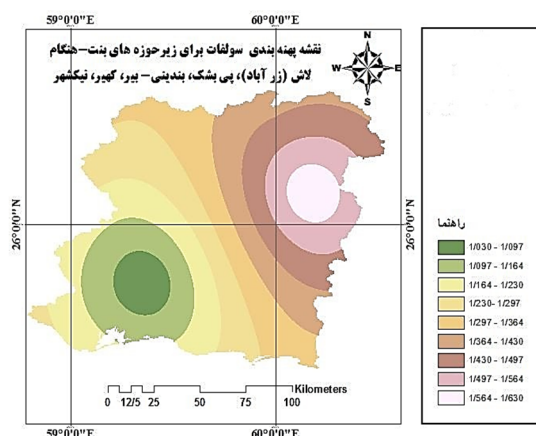 59°0'0"E 60°0'0"E
نقشه پهنه بندی سولفات برای زیرحوزه های بنت-هنگام
لاش (زر آباد)، پی بشک، بندینی- بیر، کهیر، نیکشهر
N
W E
S
26°0'0"N 26°0'0"N
راهنما
1/030 - 1/097
1/097 - 1/164
1/164 - 1/230
1/230- 1/297
1/297 - 1/364
1/364 - 1/430
1/430 - 1/497
1/497 - 1/564
1/564 - 1/630
Kilometers
0 12/5 25 50 75 100
59°0'0"E 60°0'0"E